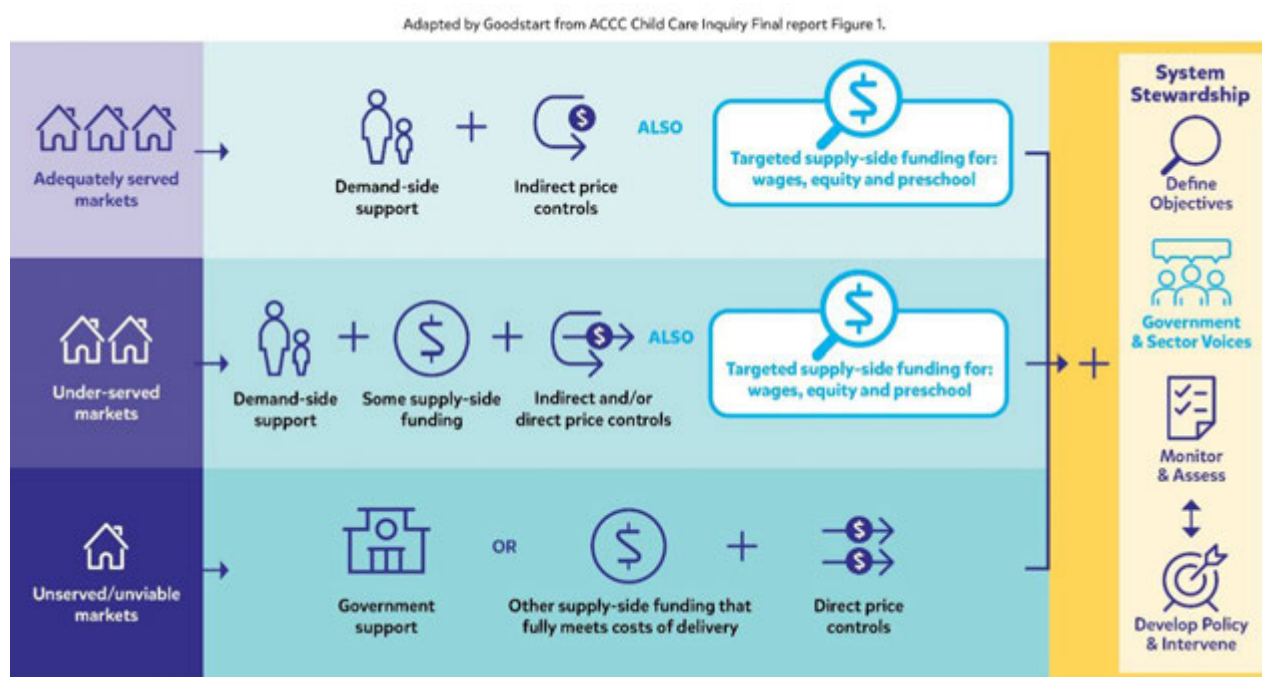 Adapted by Goodstart from ACCC Child Care Inquiry Final report Figure 1.
Adequately served
markets
Demand-side
support
+
$
Indirect price
controls
ALSO
$
Targeted supply-side funding for:
wages, equity and preschool
Under-served
markets
Demand-side
support
+
$
Some supply-side
funding
+
$
Indirect and/or
direct price controls
ALSO
$
Targeted supply-side funding for:
wages, equity and preschool
Unserved/unviable
markets
Government
support
OR
$
Other supply-side funding that
fully meets costs of delivery
+
$
$
Direct price
controls
+
System
Stewardship
Define
Objectives
Government
& Sector Voices
Monitor
& Assess
Develop Policy
& Intervene